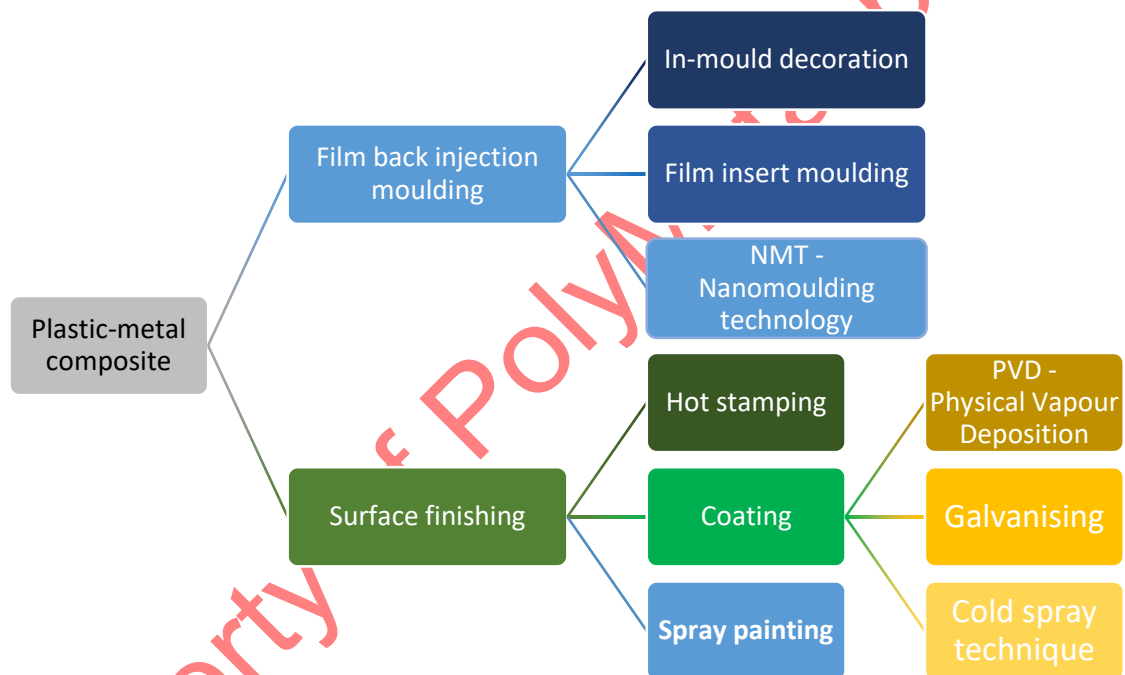 In-mould decoration
Film back injection
moulding
Film insert moulding
NMT -
Nanomoulding
technology
Plastic-metal
composite
Hot stamping
PVD -
Physical Vapour
Deposition
Surface finishing
Coating
Galvanising
Spray painting
Cold spray
technique